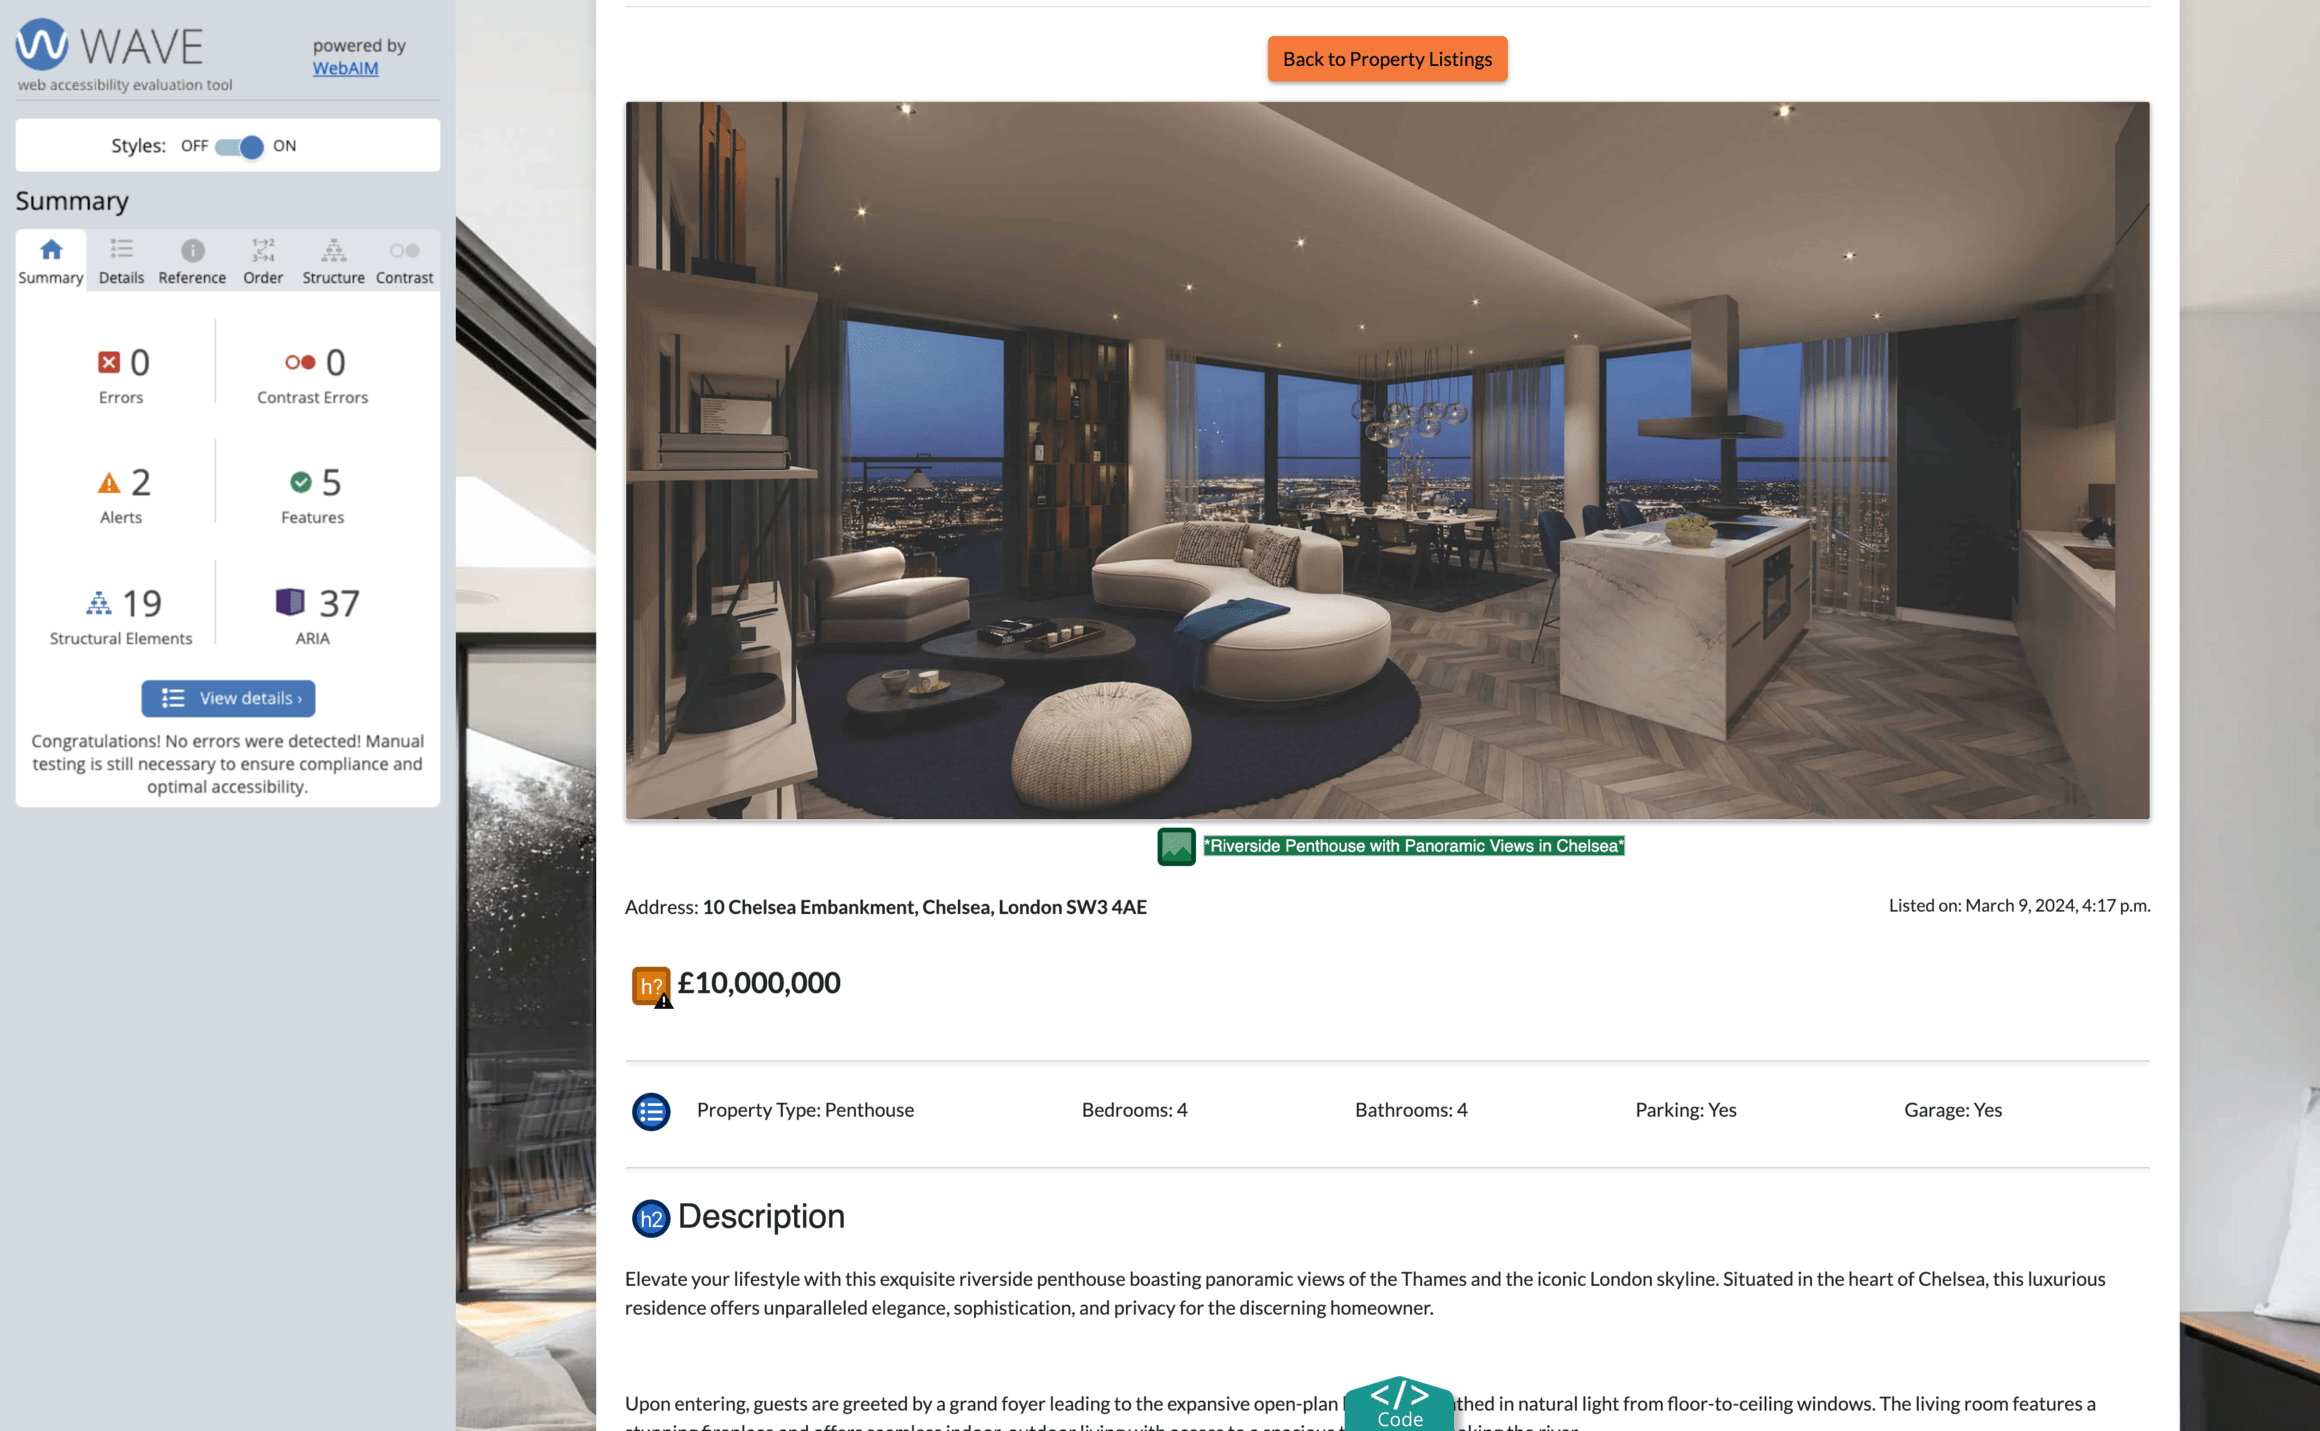 WAVE
powered by
WebAIM
web accessibility evaluation tool
Styles: OFF ON
Summary
Summary Details Reference Order Structure Contrast
0 Errors
0 Contrast Errors
2 Alerts
5 Features
19 Structural Elements
37 ARIA
View details ›
Congratulations! No errors were detected! Manual
testing is still necessary to ensure compliance and
optimal accessibility.
Back to Property Listings
*Riverside Penthouse with Panoramic Views in Chelsea*
Address: 10 Chelsea Embankment, Chelsea, London SW3 4AE
Listed on: March 9, 2024, 4:17 p.m.
h? £10,000,000
Property Type: Penthouse Bedrooms: 4 Bathrooms: 4 Parking: Yes Garage: Yes
h2 Description
Elevate your lifestyle with this exquisite riverside penthouse boasting panoramic views of the Thames and the iconic London skyline. Situated in the heart of Chelsea, this luxurious
residence offers unparalleled elegance, sophistication, and privacy for the discerning homeowner.
Upon entering, guests are greeted by a grand foyer leading to the expansive open-plan in natural light from floor-to-ceiling windows. The living room features a
</> Code